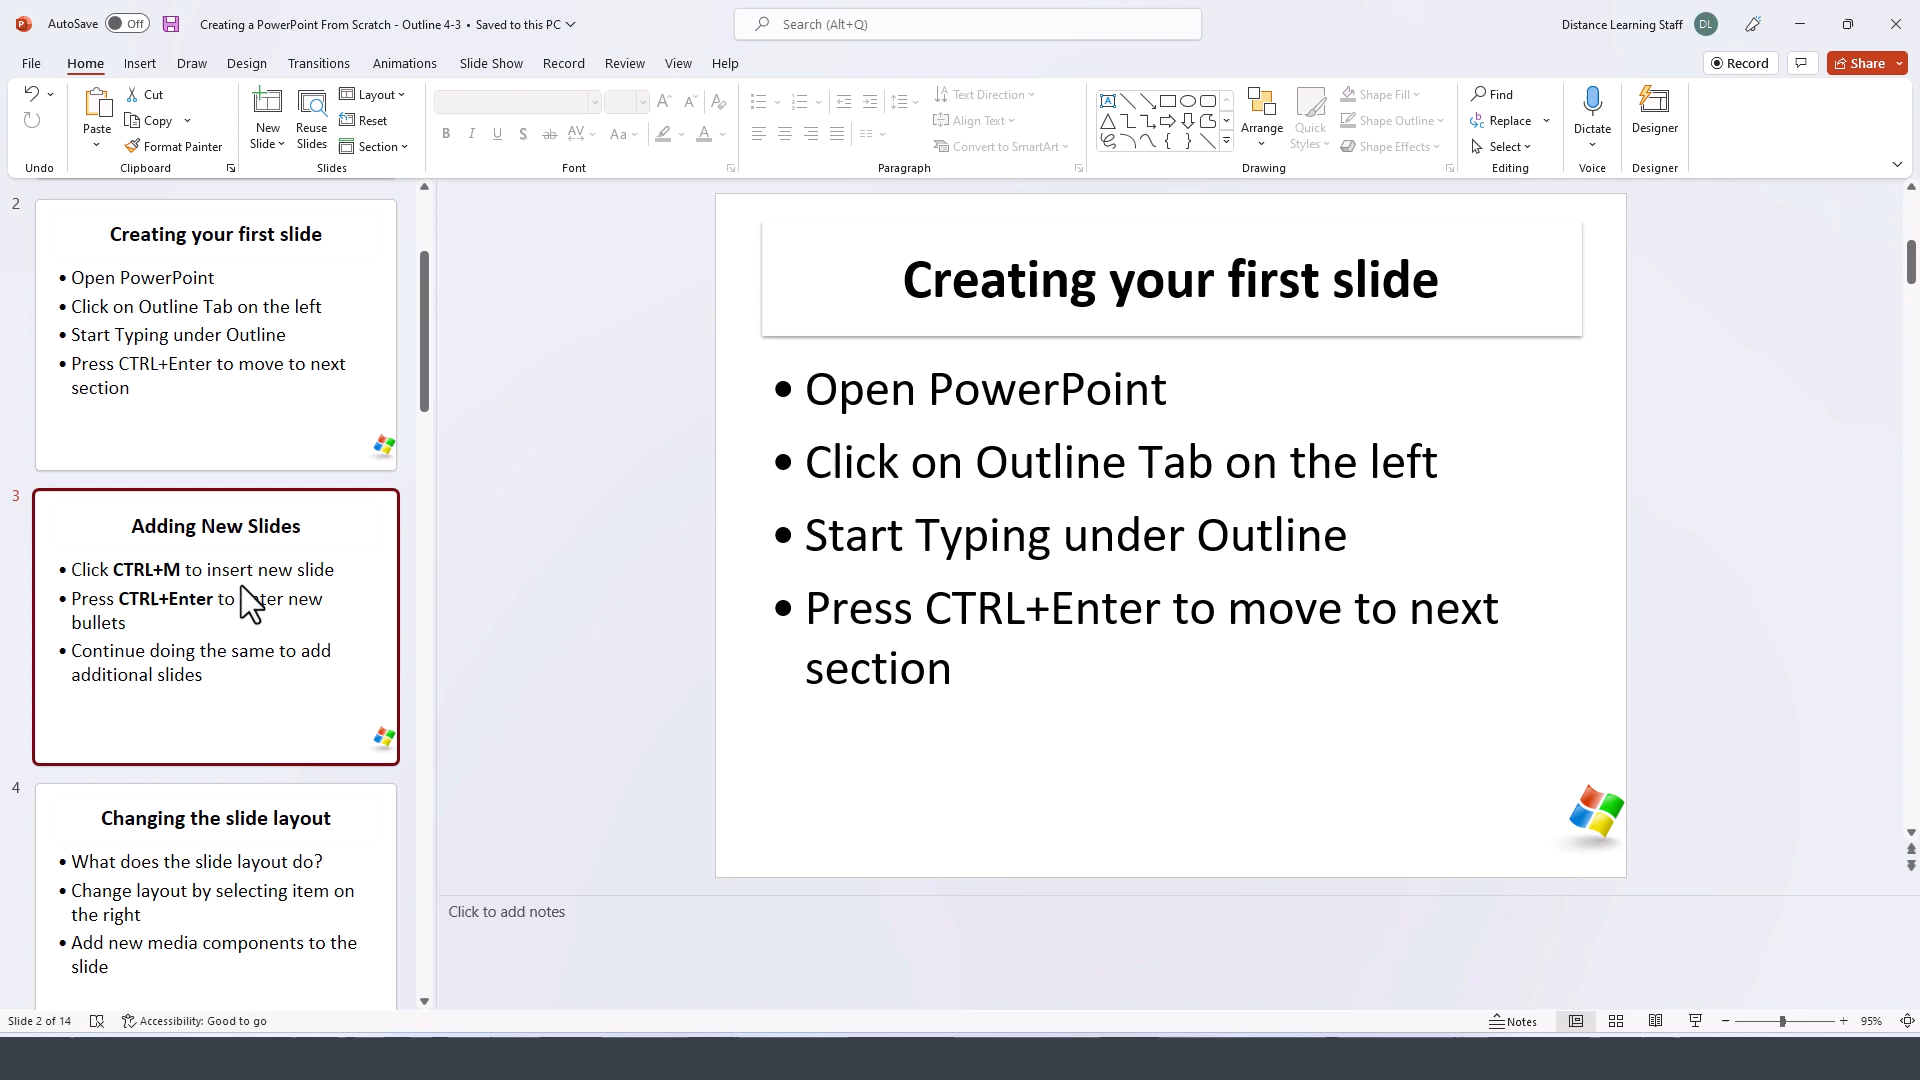 AutoSave Off Creating a PowerPoint From Scratch - Outline 4-3 • Saved to this PC Search (Alt+Q) Distance Learning Staff DL
File Home Insert Draw Design Transitions Animations Slide Show Record Review View Help Record Share
Undo
Paste
Cut
Copy
Format Painter
Clipboard
New
Slide
Reuse
Slides
Layout
Reset
Section
Slides
B I U S ab AV Aa A
Font
Text Direction
Align Text
Convert to SmartArt
Paragraph
Arrange
Quick
Styles
Shape Fill
Shape Outline
Shape Effects
Drawing
Find
Replace
Select
Editing
Dictate
Voice
Designer
Designer
2
Creating your first slide
• Open PowerPoint
• Click on Outline Tab on the left
• Start Typing under Outline
• Press CTRL+Enter to move to next
section
3
Adding New Slides
• Click CTRL+M to insert new slide
• Press CTRL+Enter to enter new
bullets
• Continue doing the same to add
additional slides
4
Changing the slide layout
• What does the slide layout do?
• Change layout by selecting item on
the right
• Add new media components to the
slide
Creating your first slide
• Open PowerPoint
• Click on Outline Tab on the left
• Start Typing under Outline
• Press CTRL+Enter to move to next
section
Click to add notes
Slide 2 of 14 Accessibility: Good to go Notes 95%